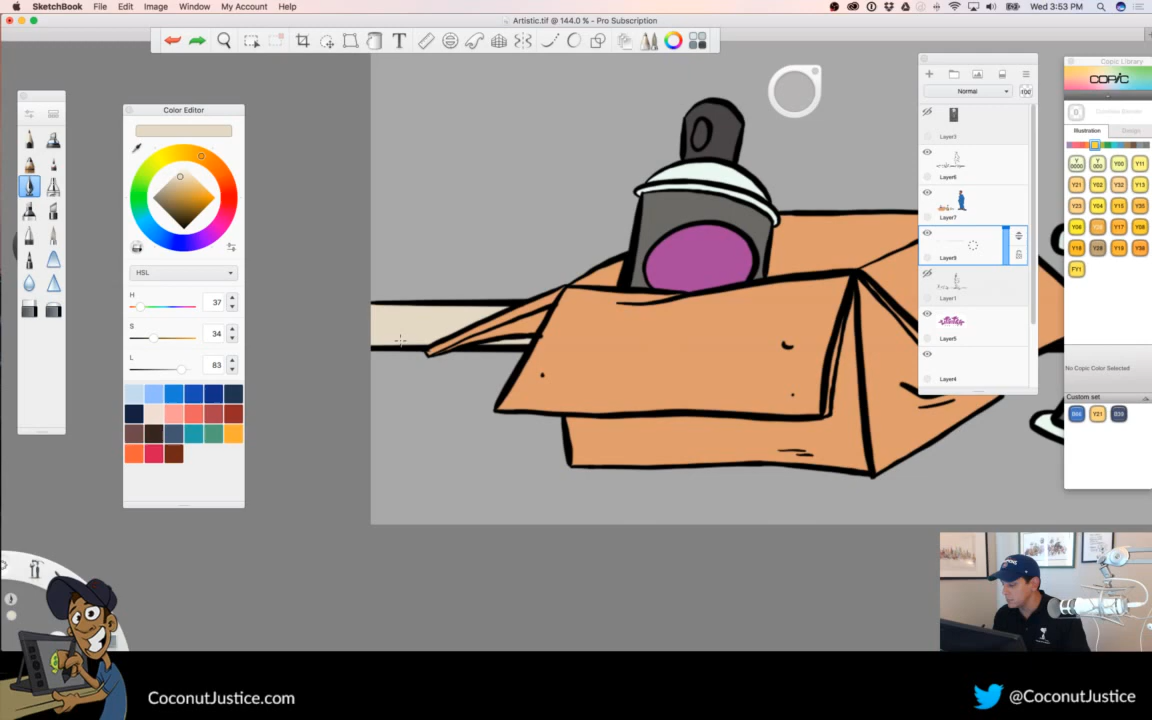 SketchBook File Edit Image Window My Account Help Wed 3:53 PM
Artistic.tif @ 144.0 % - Pro Subscription
T
Color Editor
HSL
H 37
S 34
L 83
Normal
Layer3
Layer6
Layer7
Layer9
Layer1
Layer5
Layer4
Copic Library
COPIC
Illustration Design
Y0000 Y000 Y00 Y11
Y21 Y02 Y32 Y13
Y23 Y04 Y15 Y35
Y06 Y26 Y17 Y08
Y18 Y28 Y19 Y38
FY1
No Copic Color Selected
Custom set
Y21 B39
CoconutJustice.com
@CoconutJustice